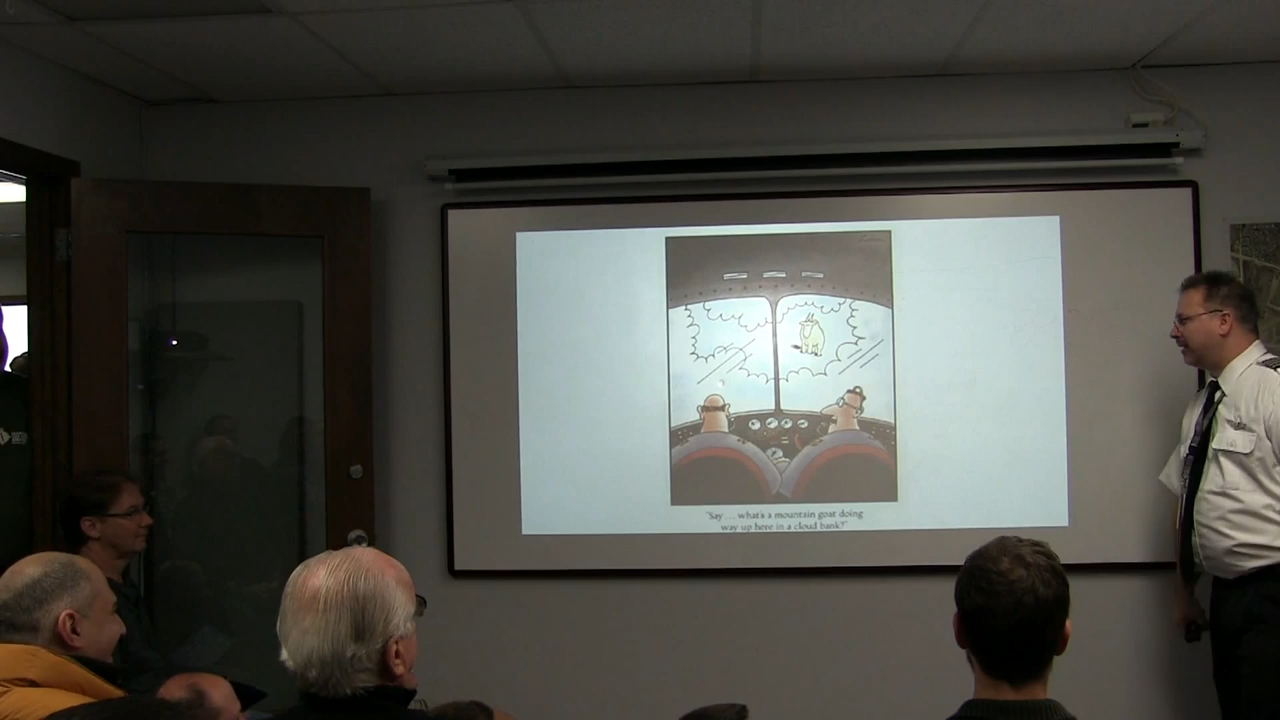 "Say . . . what's a mountain goat doing
way up here in a cloud bank?"